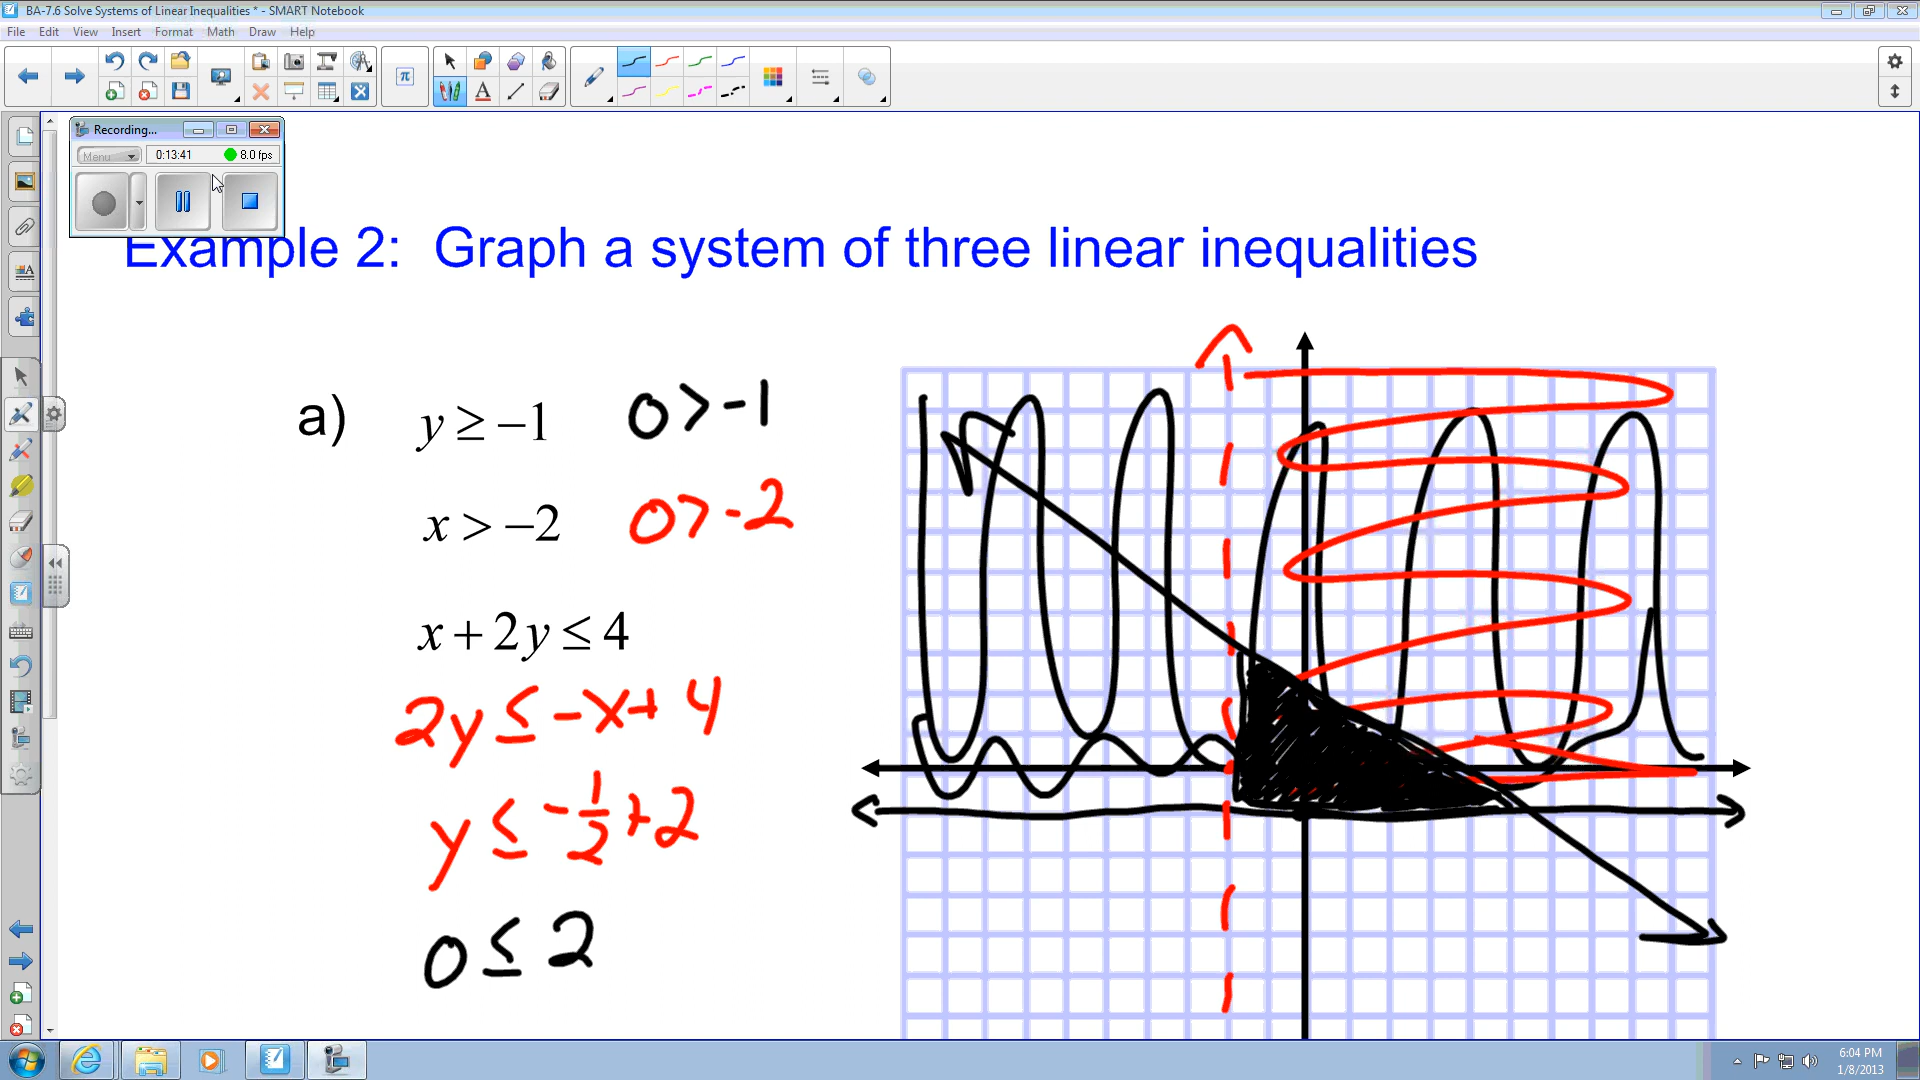 BA-7.6 Solve Systems of Linear Inequalities * - SMART Notebook
File Edit View Insert Format Math Draw Help
Recording...
Menu 0:13:41 8.0 fps
Example 2: Graph a system of three linear inequalities
a) y ≥ −1 0 > -1
x > −2 0 > -2
x + 2y ≤ 4
2y ≤ -x + 4
y ≤ -1/2 + 2
0 ≤ 2
6:04 PM
1/8/2013